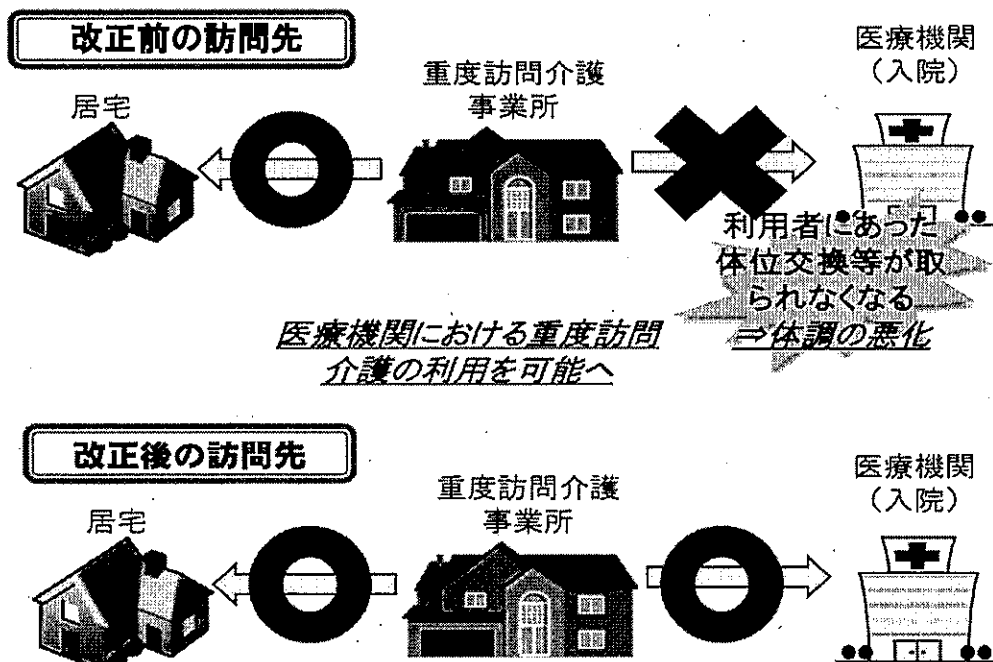 改正前の訪問先
医療機関
（入院）
重度訪問介護
事業所
居宅
利用者にあった
体位交換等が取
られなくなる
⇒体調の悪化
医療機関における重度訪問
介護の利用を可能へ
改正後の訪問先
医療機関
（入院）
重度訪問介護
事業所
居宅